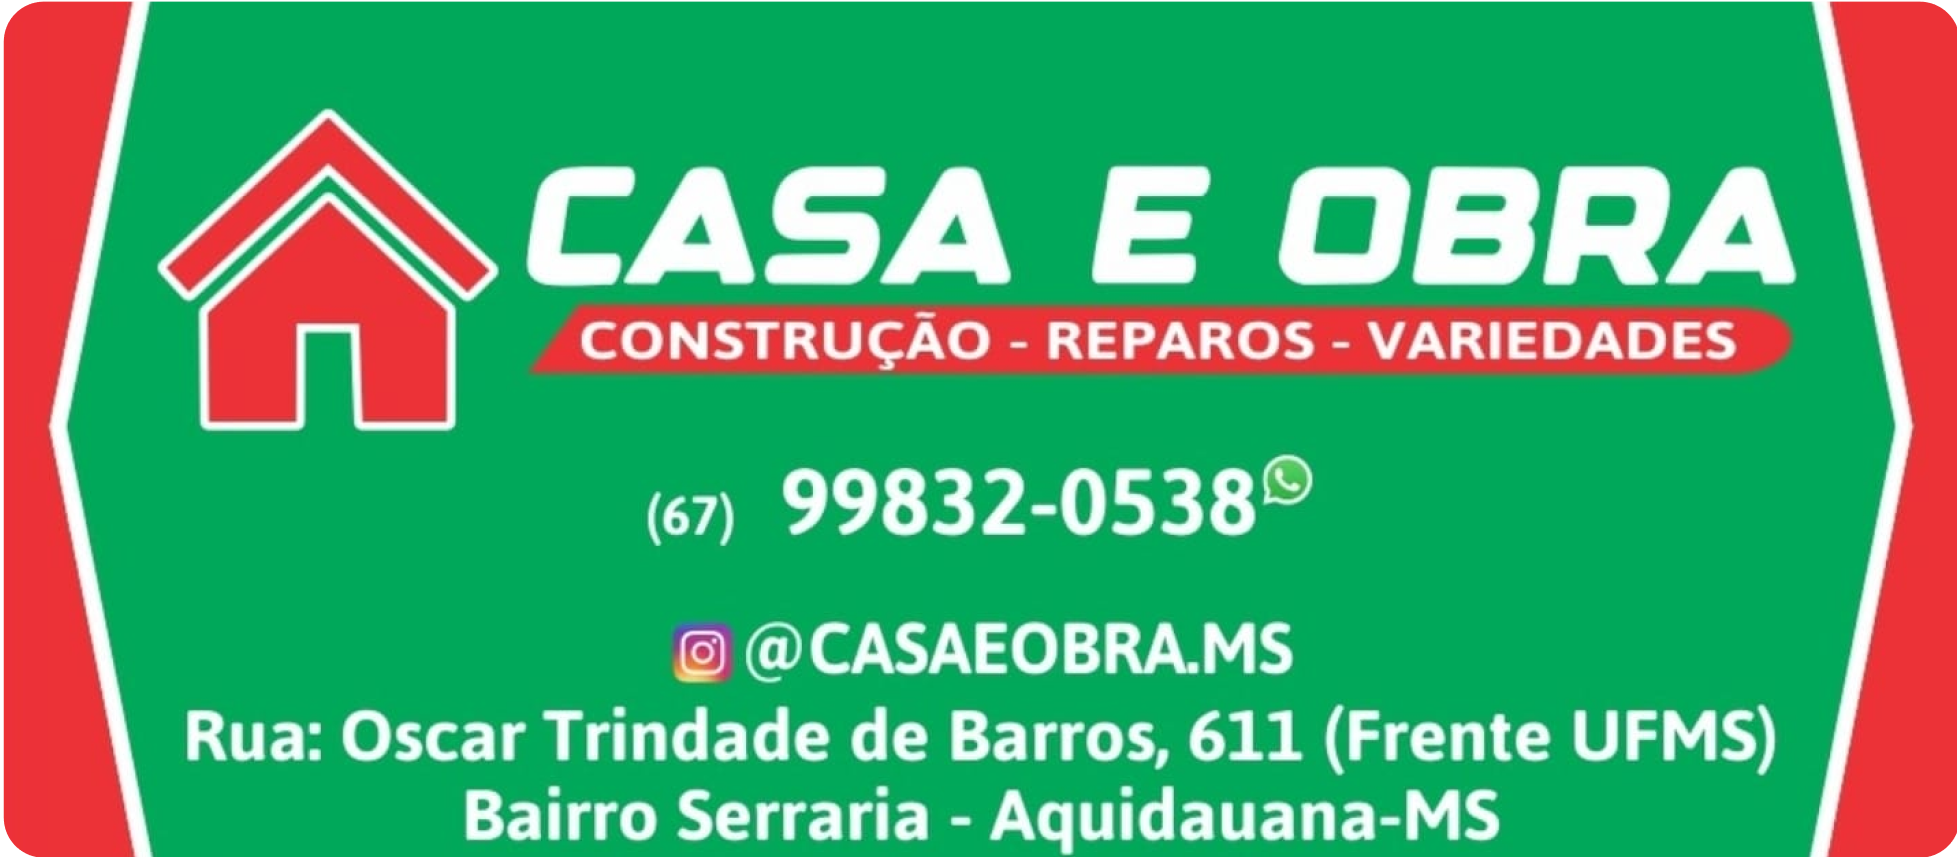 CASA E OBRA
CONSTRUÇÃO - REPAROS - VARIEDADES
(67) 99832-0538
@CASAEOBRA.MS
Rua: Oscar Trindade de Barros, 611 (Frente UFMS)
Bairro Serraria - Aquidauana-MS